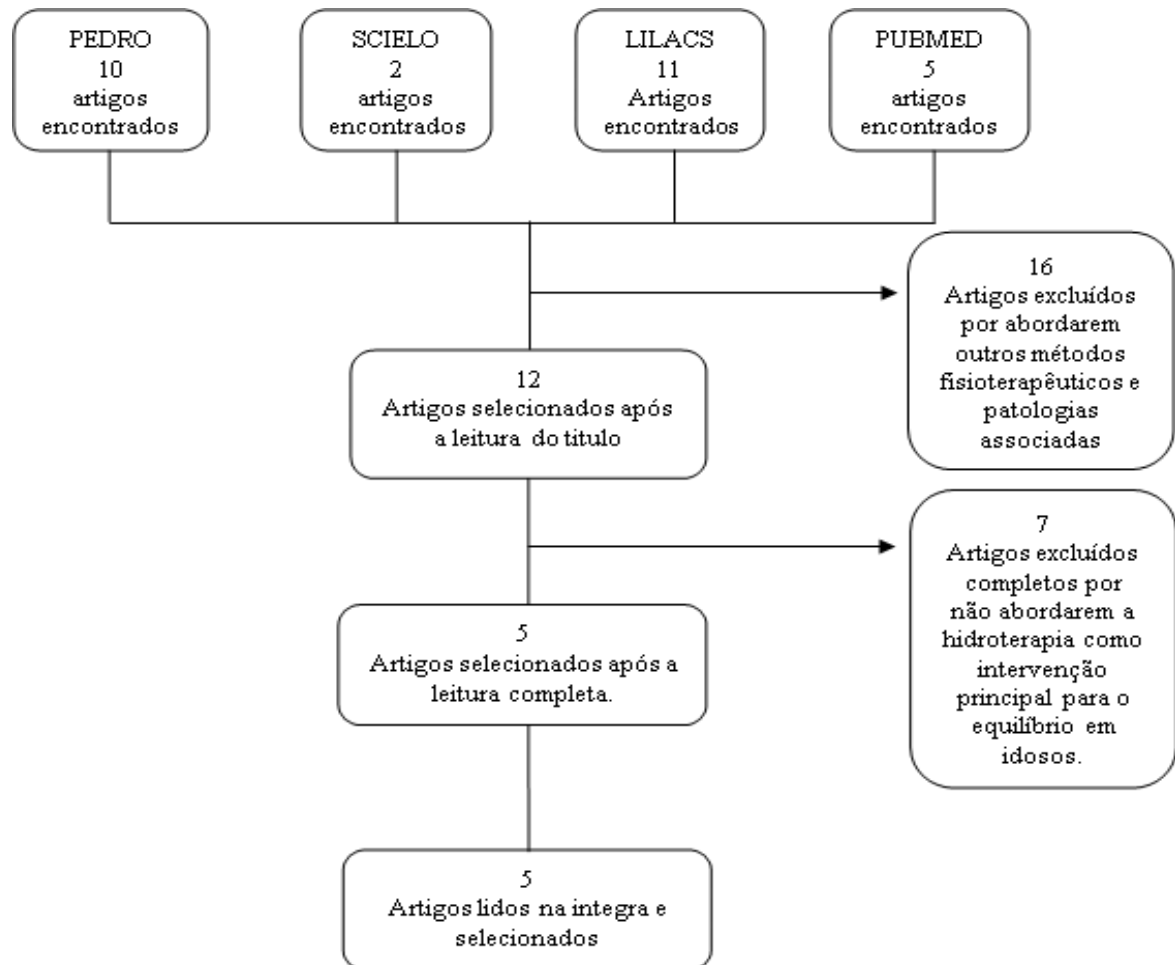 PEDRO
10
artigos
encontrados
SCIELO
2
artigos
encontrados
LILACS
11
Artigos
encontrados
PUBMED
5
artigos
encontrados
16
Artigos excluídos
por abordarem
outros métodos
fisioterapêuticos e
patologias
associadas
12
Artigos selecionados após
a leitura do titulo
7
Artigos excluídos
completos por
não abordarem a
hidroterapia como
intervenção
principal para o
equilíbrio em
idosos.
5
Artigos selecionados após a
leitura completa.
5
Artigos lidos na integra e
selecionados